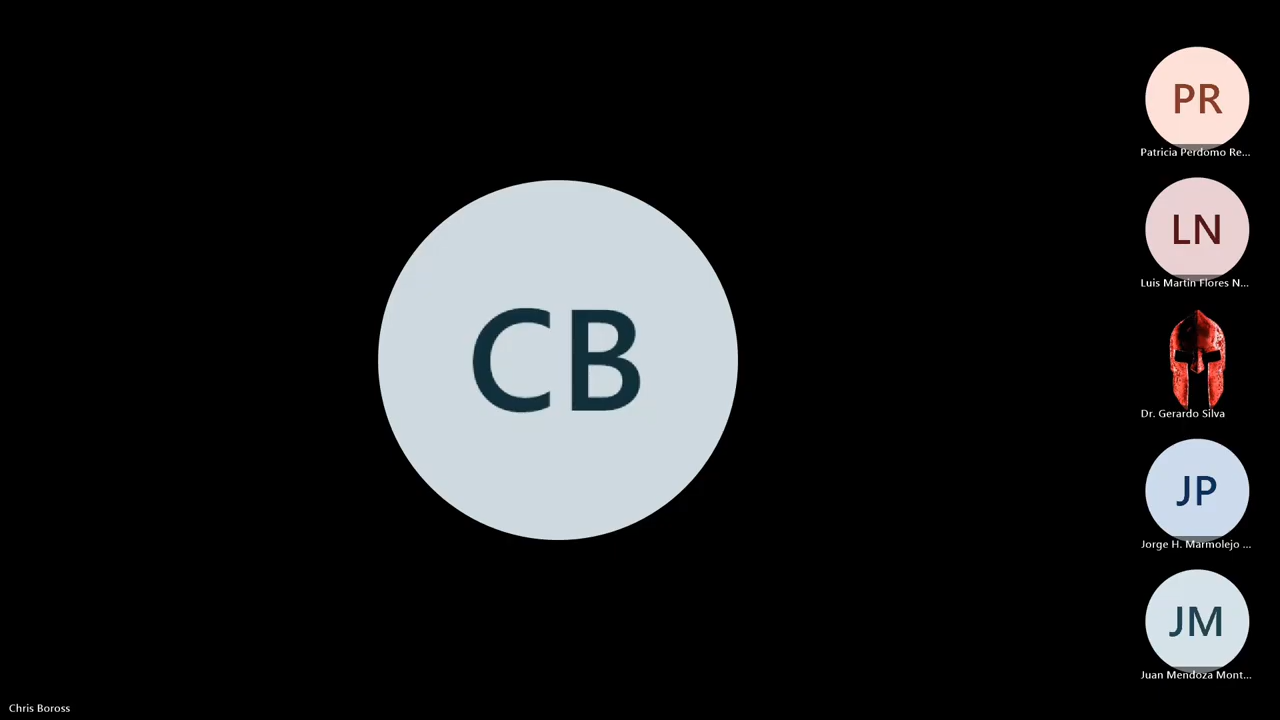 CB
Chris Boross
PR
Patricia Perdomo Re...
LN
Luis Martin Flores N...
Dr. Gerardo Silva
JP
Jorge H. Marmolejo ...
JM
Juan Mendoza Mont...